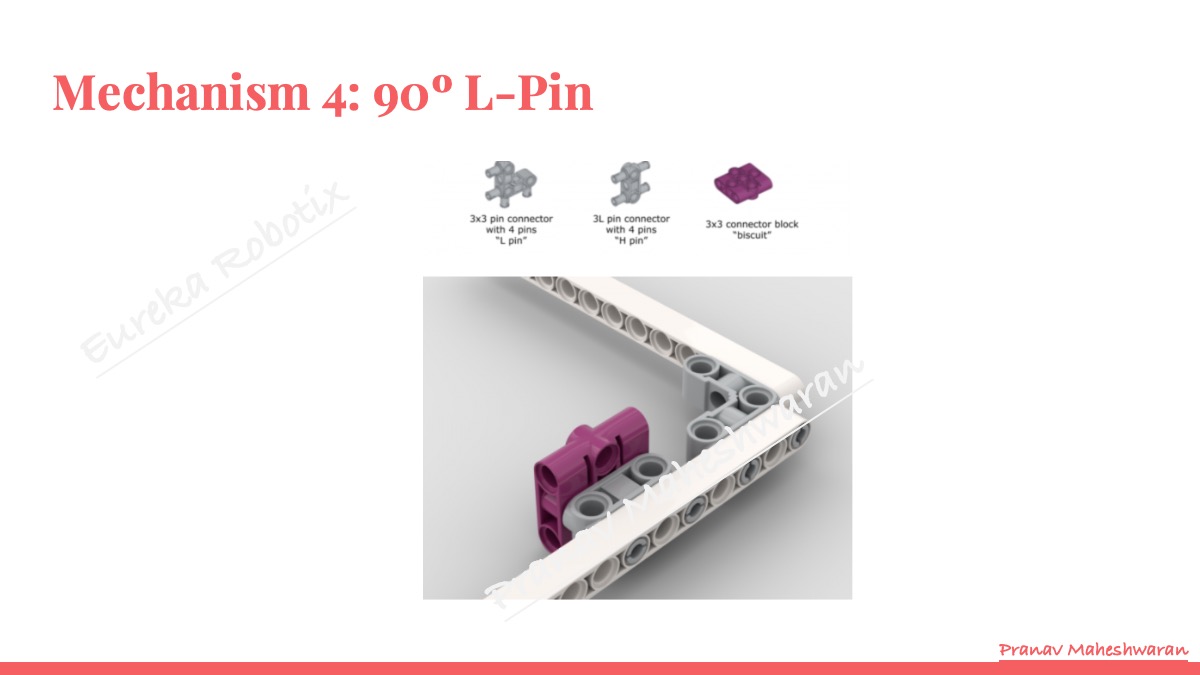 Mechanism 4: 90º L-Pin
3x3 pin connector
with 4 pins
"L pin"
3L pin connector
with 4 pins
"H pin"
3x3 connector block
"biscuit"
Eureka Robotix
Pranav Maheshwaran
Pranav Maheshwaran